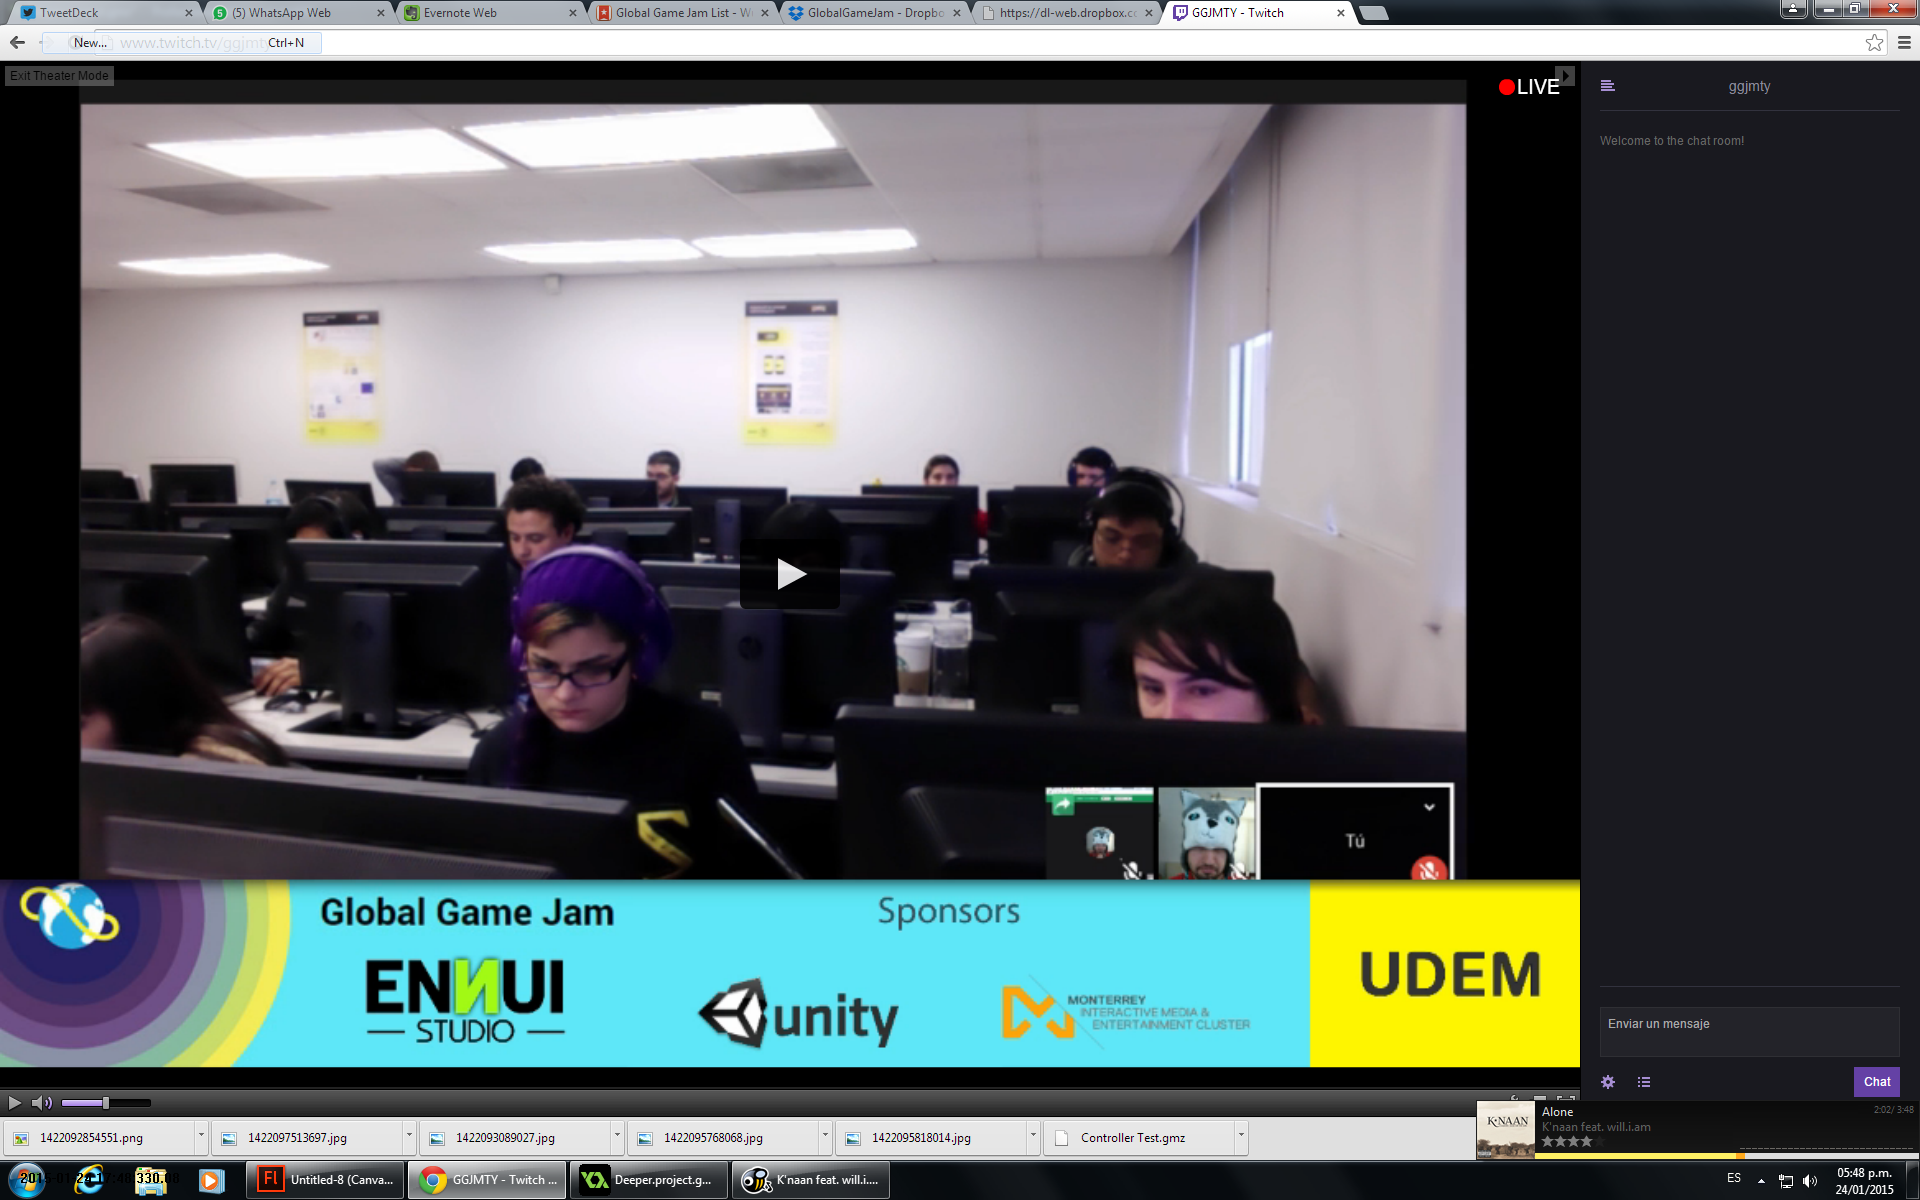 TweetDeck
(5) WhatsApp Web
Evernote Web
Global Game Jam List - W
GlobalGameJam - Dropbo
https://dl-web.dropbox.co
GGJMTY - Twitch
New...
www.twitch.tv/ggjmty
Ctrl+N
Exit Theater Mode
LIVE
ggjmty
Welcome to the chat room!
Tú
Global Game Jam
Sponsors
ENNUI
STUDIO
unity
MONTERREY
INTERACTIVE MEDIA &
ENTERTAINMENT CLUSTER
UDEM
Enviar un mensaje
Chat
1422092854551.png
1422097513697.jpg
1422093089027.jpg
1422095768068.jpg
1422095818014.jpg
Controller Test.gmz
K'NAAN
Alone
2:02/ 3:48
K'naan feat. will.i.am
Fl
Untitled-8 (Canva...
GGJMTY - Twitch ...
Deeper.project.g...
K'naan feat. will.i....
ES
05:48 p.m.
24/01/2015